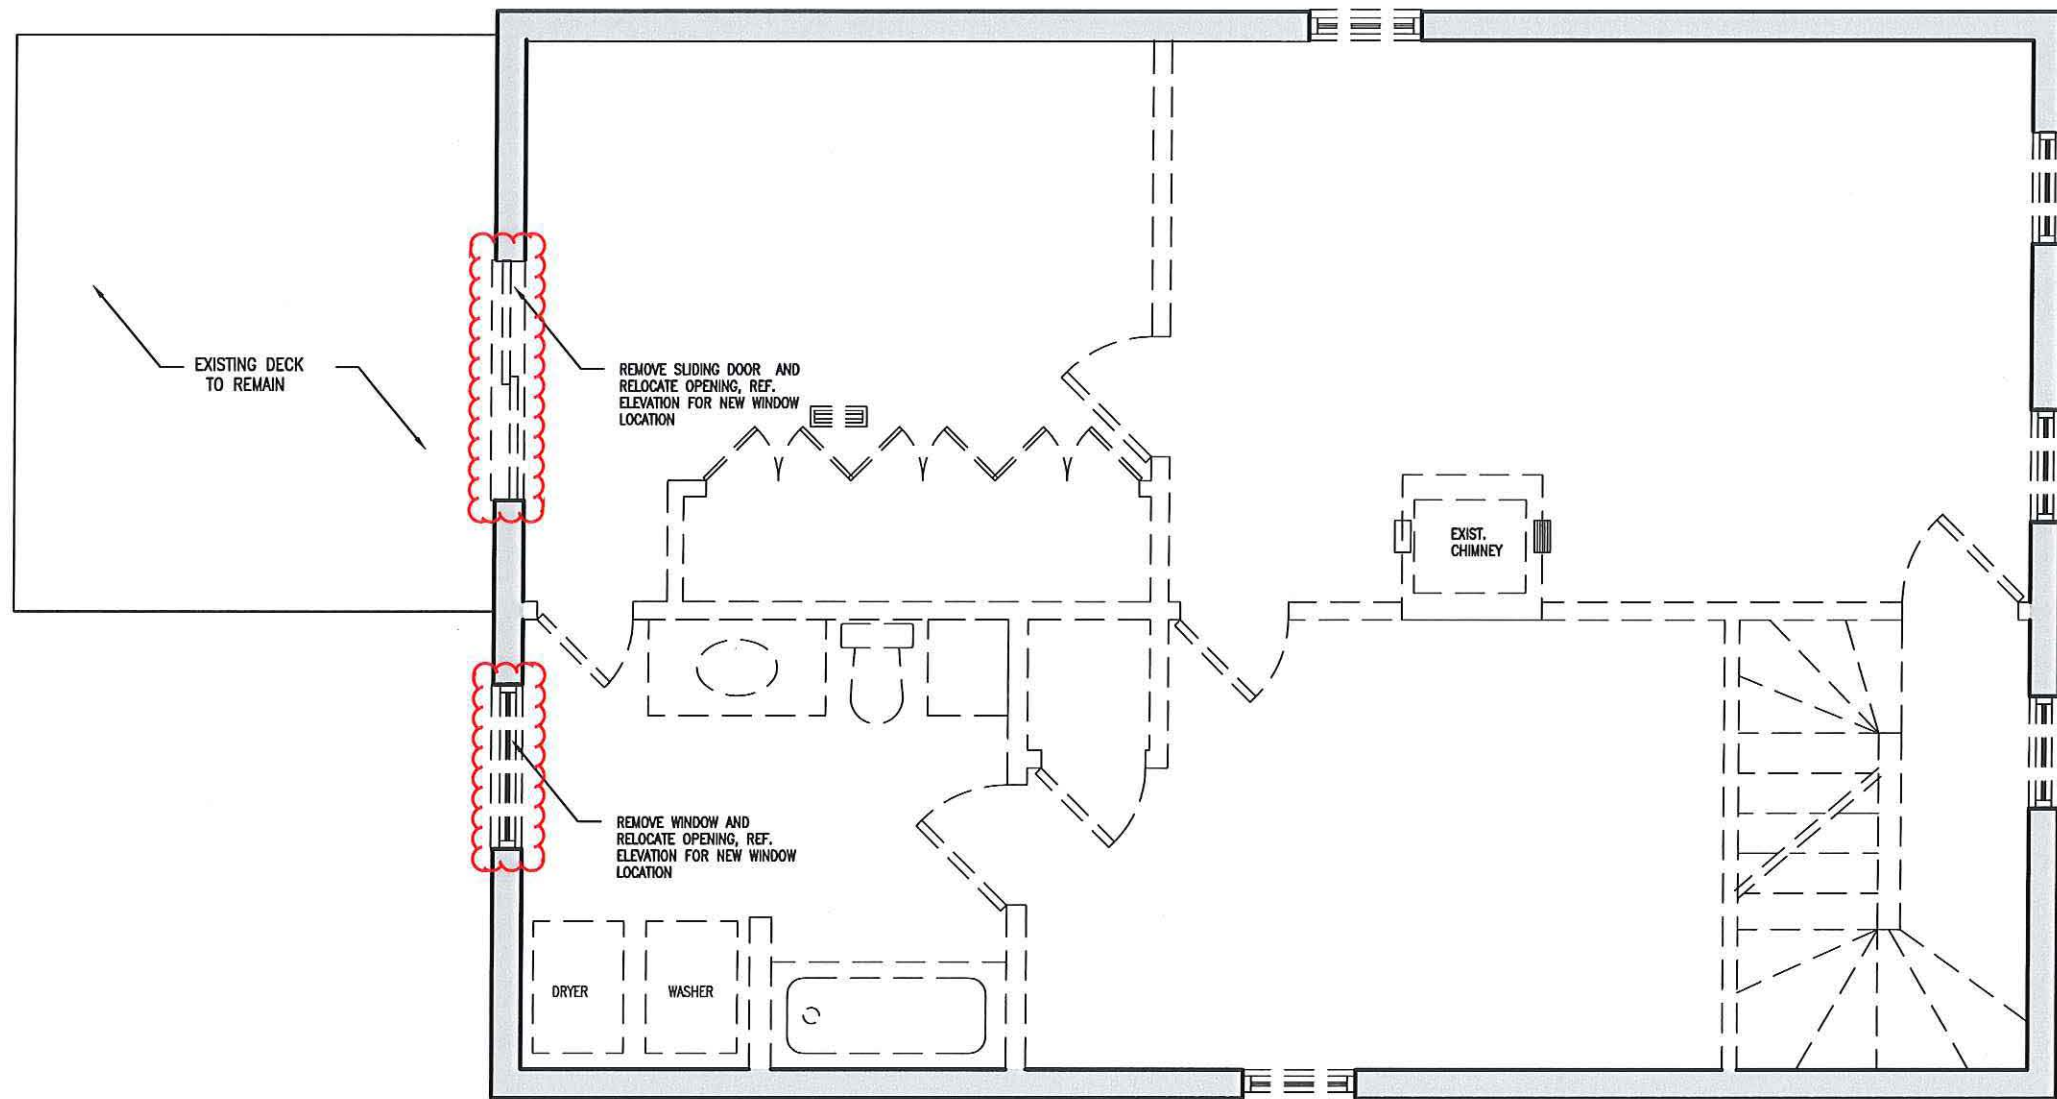 EXISTING DECK
TO REMAIN
REMOVE SLIDING DOOR AND
RELOCATE OPENING, REF.
ELEVATION FOR NEW WINDOW
LOCATION
EXIST.
CHIMNEY
REMOVE WINDOW AND
RELOCATE OPENING, REF.
ELEVATION FOR NEW WINDOW
LOCATION
DRYER
WASHER